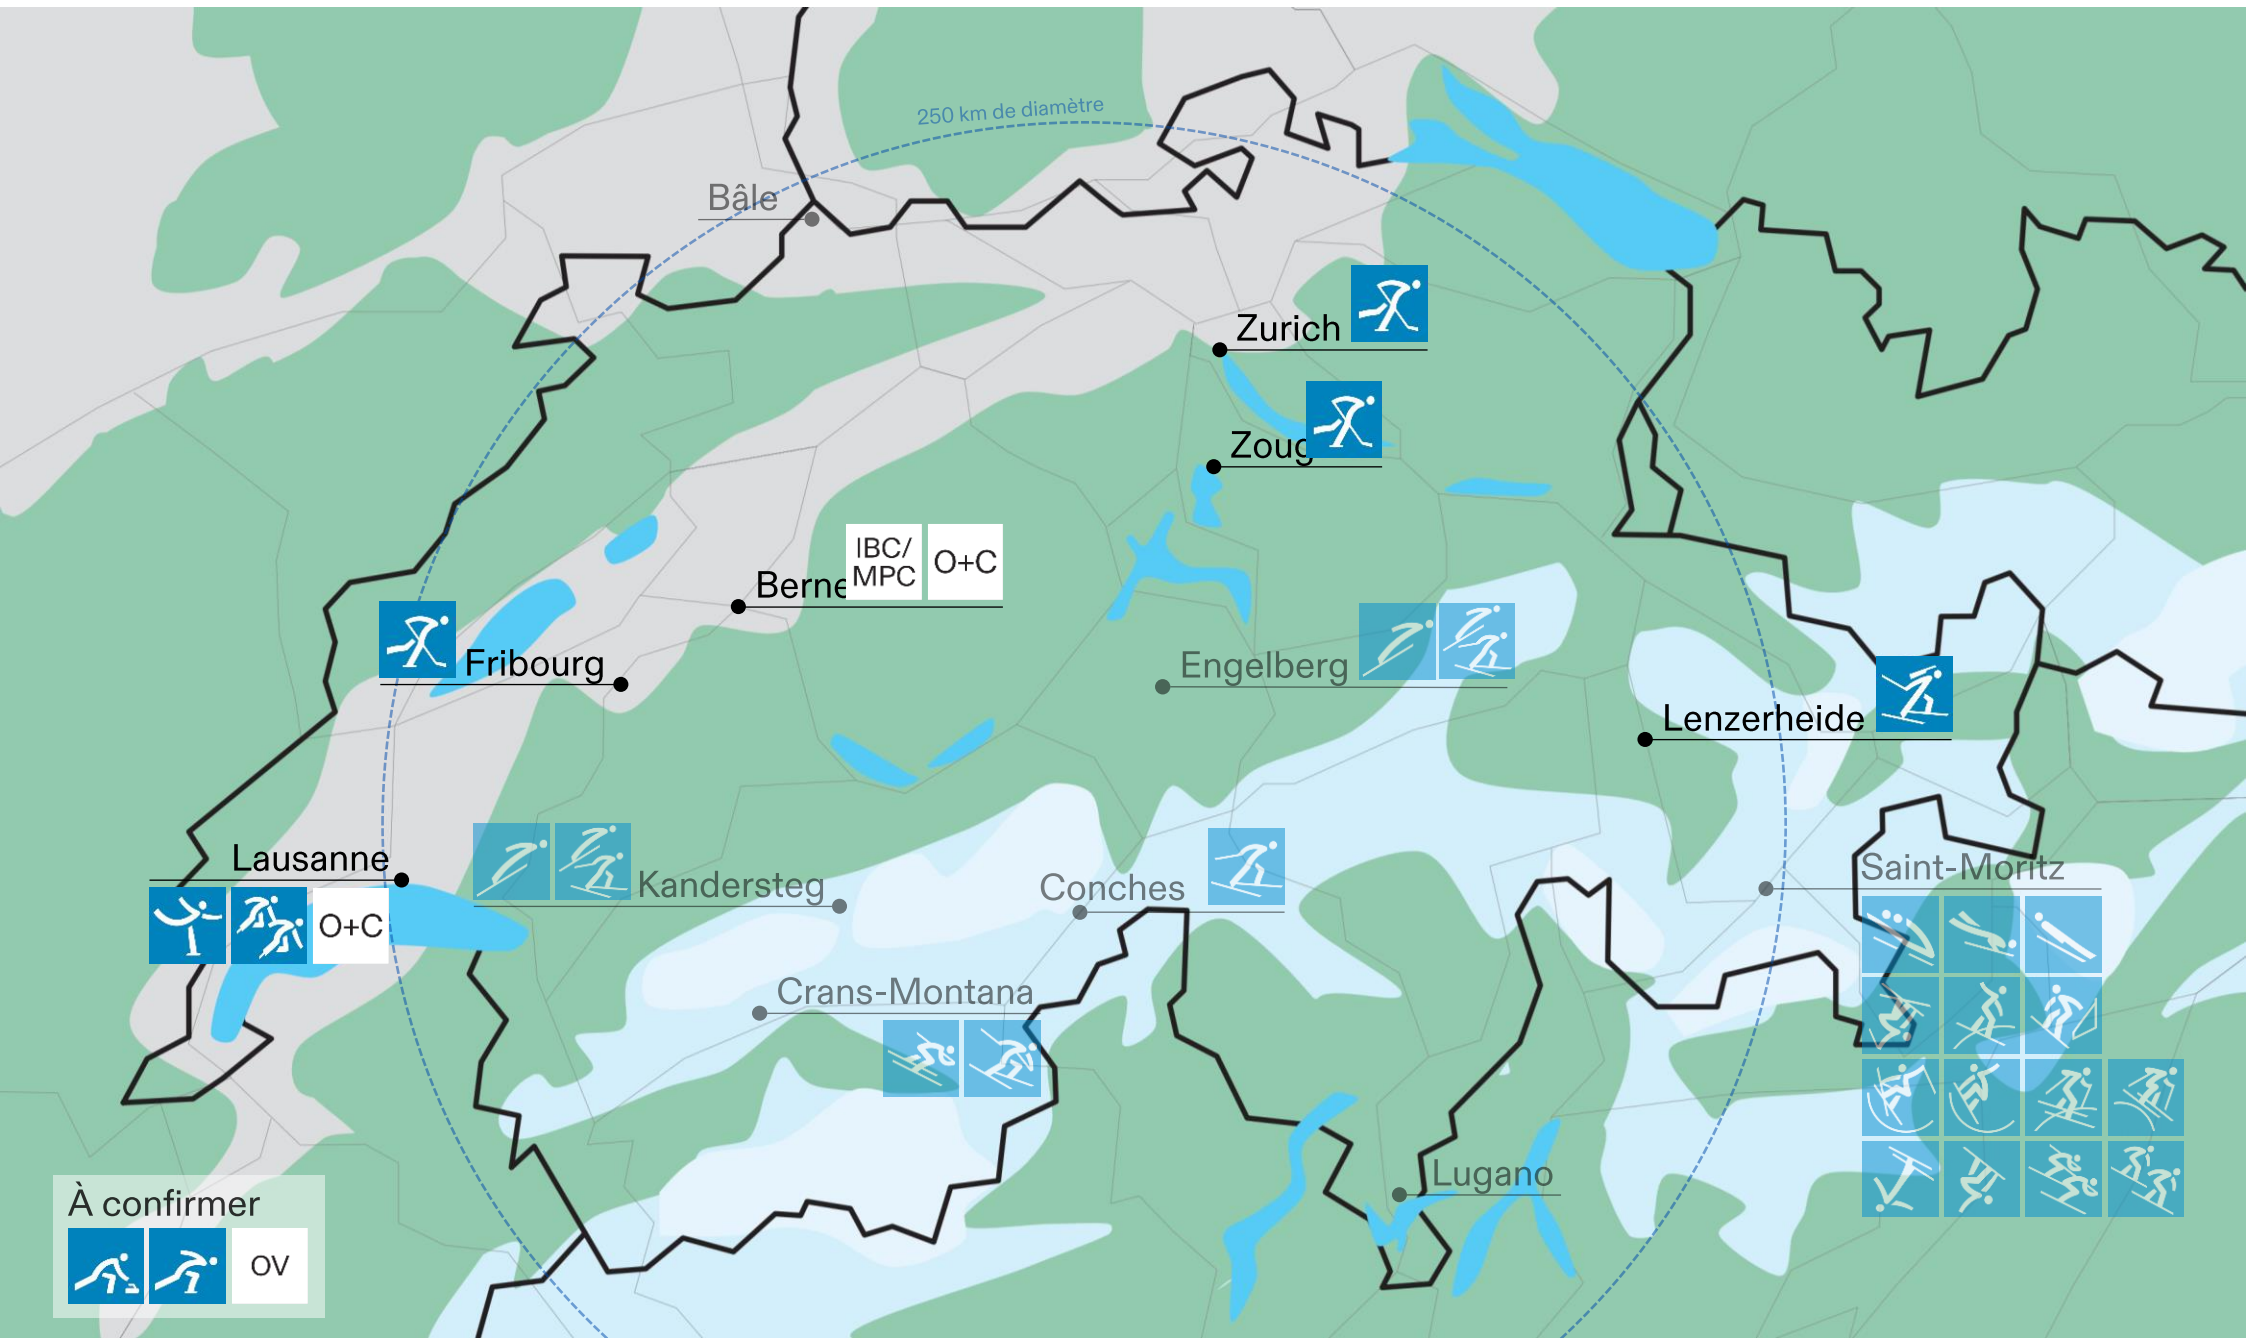 250 km de diamètre
Bâle
Zurich
Zoug
IBC/
MPC
O+C
Berne
Fribourg
Engelberg
Lenzerheide
Lausanne
O+C
Kandersteg
Conches
Saint-Moritz
Crans-Montana
Lugano
À confirmer
OV